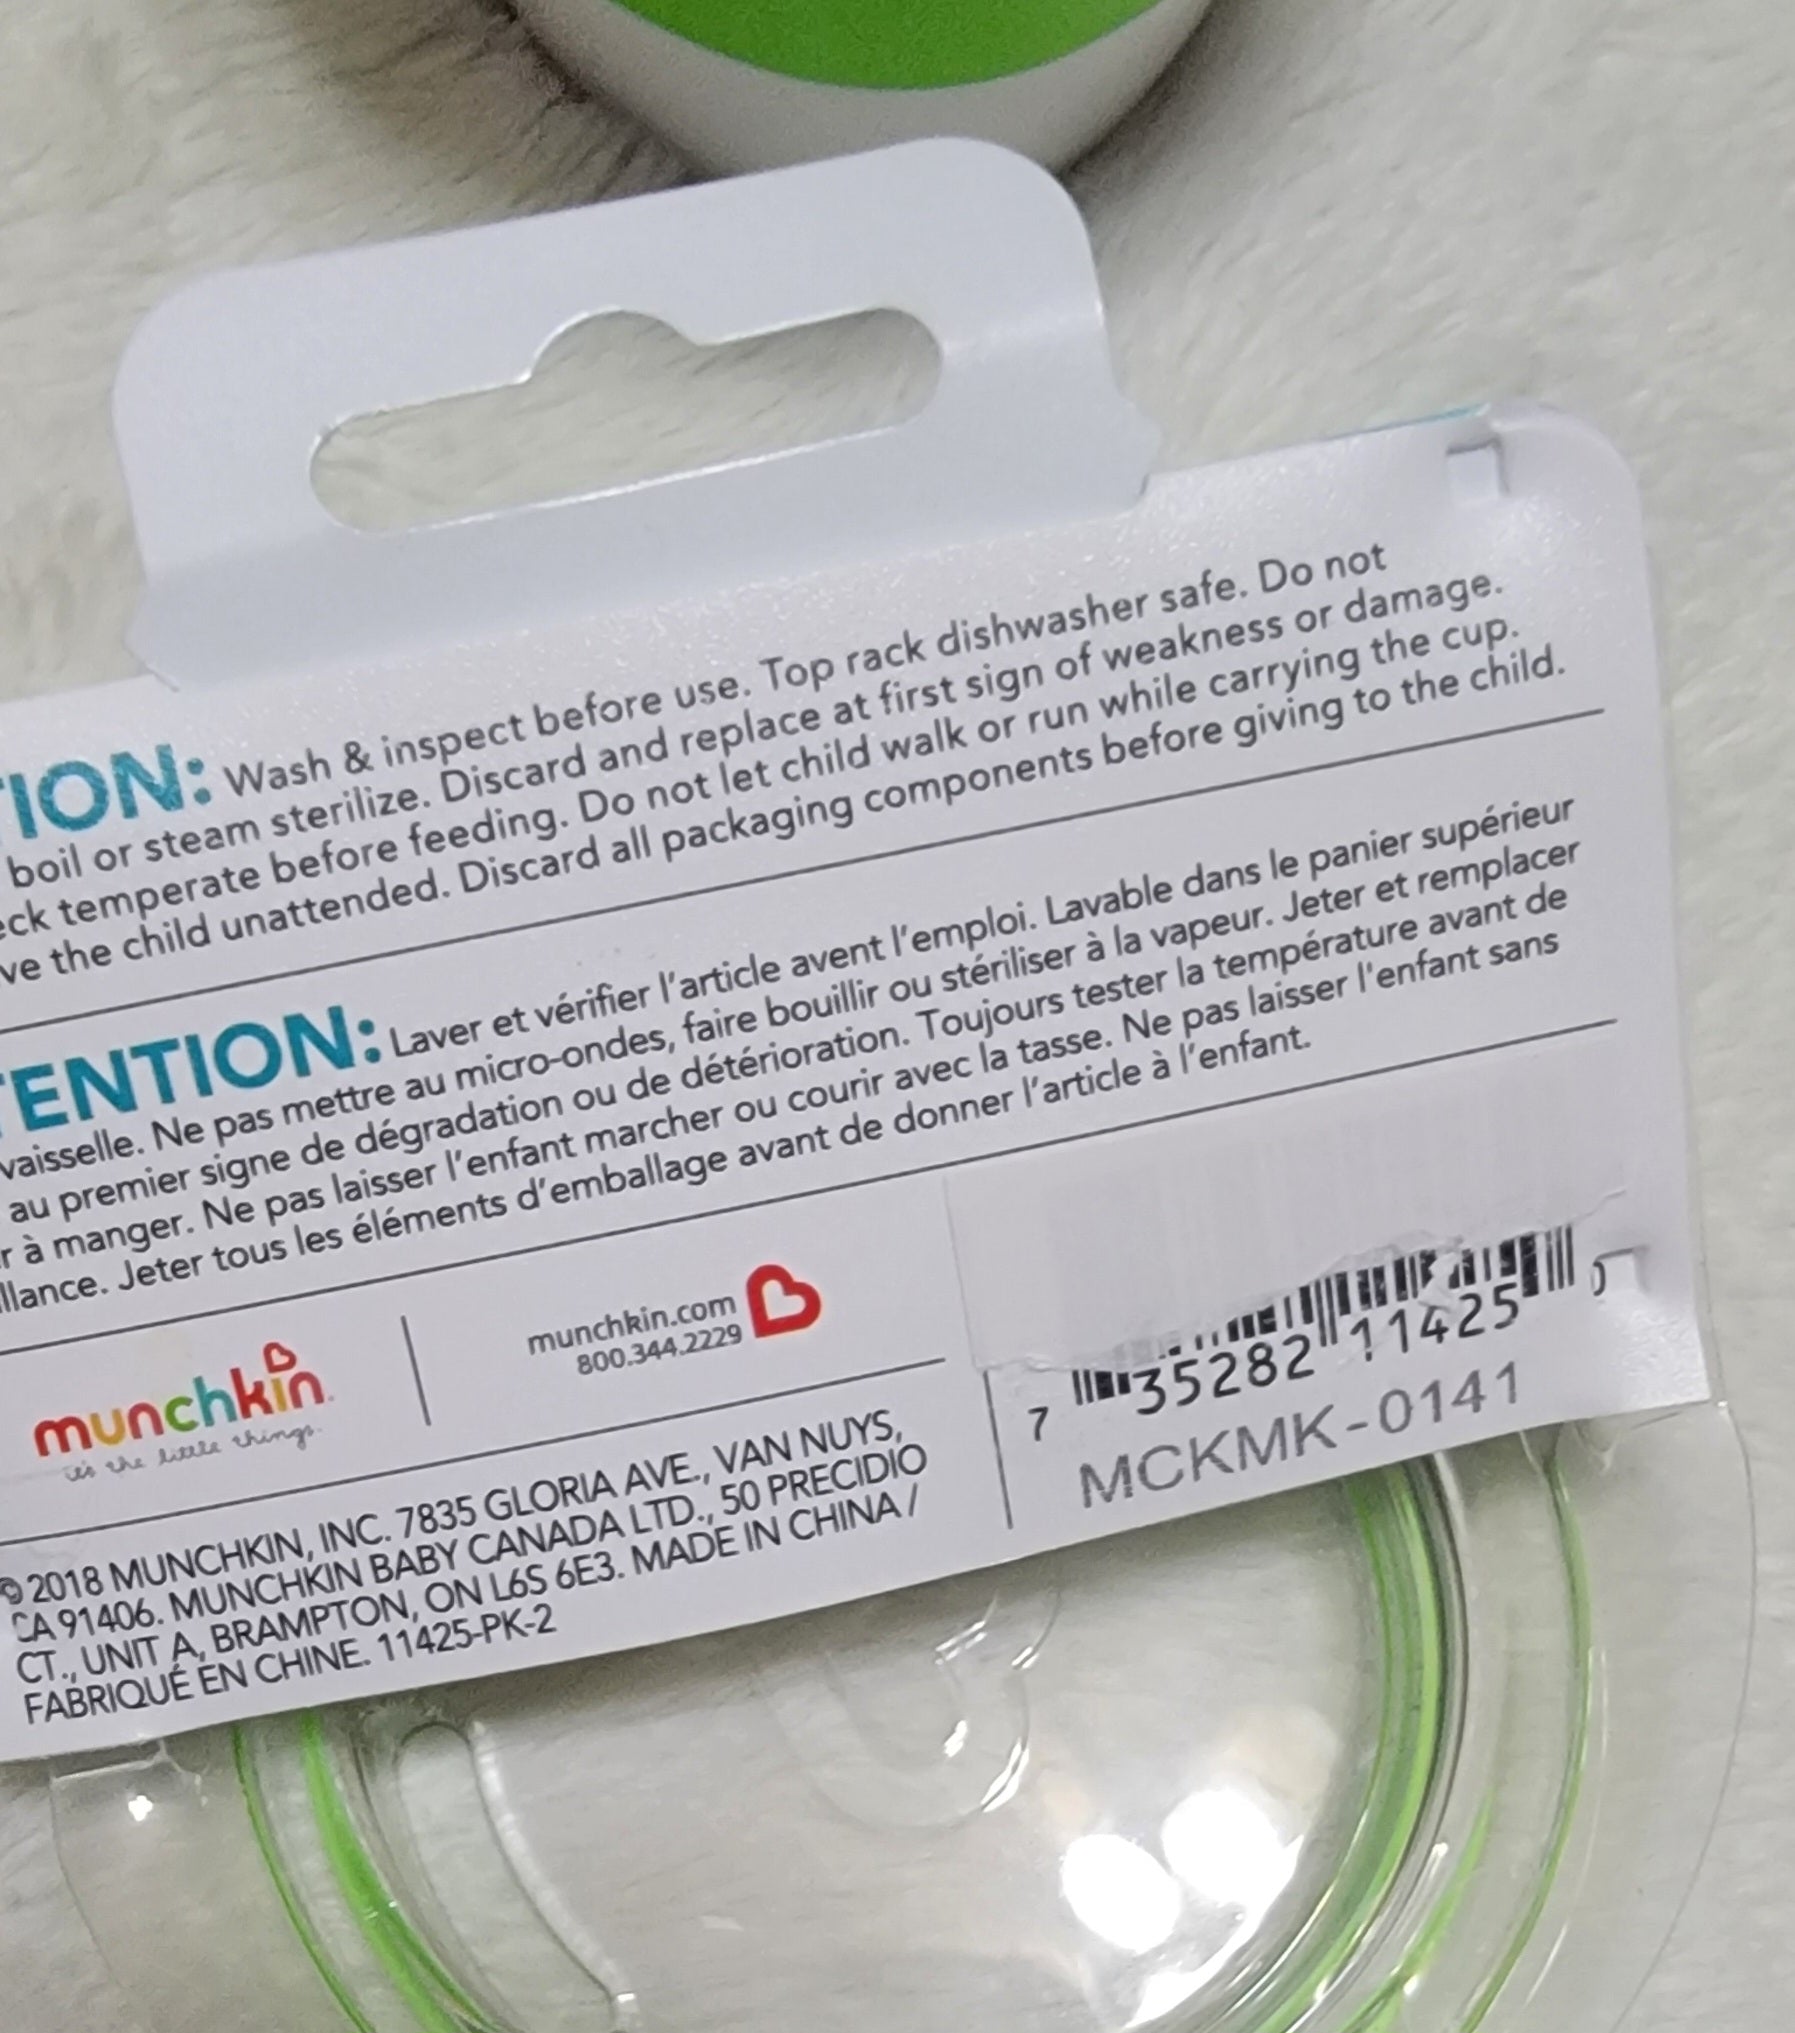 TION: Wash & inspect before use. Top rack dishwasher safe. Do not
boil or steam sterilize. Discard and replace at first sign of weakness or damage.
eck temperate before feeding. Do not let child walk or run while carrying the cup.
ve the child unattended. Discard all packaging components before giving to the child.
TENTION: Laver et vérifier l'article avent l'emploi. Lavable dans le panier supérieur
vaisselle. Ne pas mettre au micro-ondes, faire bouillir ou stériliser à la vapeur. Jeter et remplacer
au premier signe de dégradation ou de détérioration. Toujours tester la température avant de
r à manger. Ne pas laisser l'enfant marcher ou courir avec la tasse. Ne pas laisser l'enfant sans
llance. Jeter tous les éléments d'emballage avant de donner l'article à l'enfant.
munchkin.
it's the little things.
munchkin.com
800.344.2229
© 2018 MUNCHKIN, INC. 7835 GLORIA AVE., VAN NUYS,
CA 91406. MUNCHKIN BABY CANADA LTD., 50 PRECIDIO
CT., UNIT A, BRAMPTON, ON L6S 6E3. MADE IN CHINA /
FABRIQUÉ EN CHINE. 11425-PK-2
7 35282 11425
MCKMK-0141